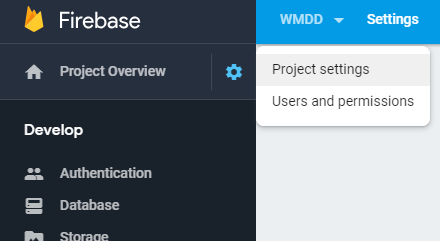 Firebase
WMDD Settings
Project Overview
Project settings
Users and permissions
Develop
Authentication
Database
Storage